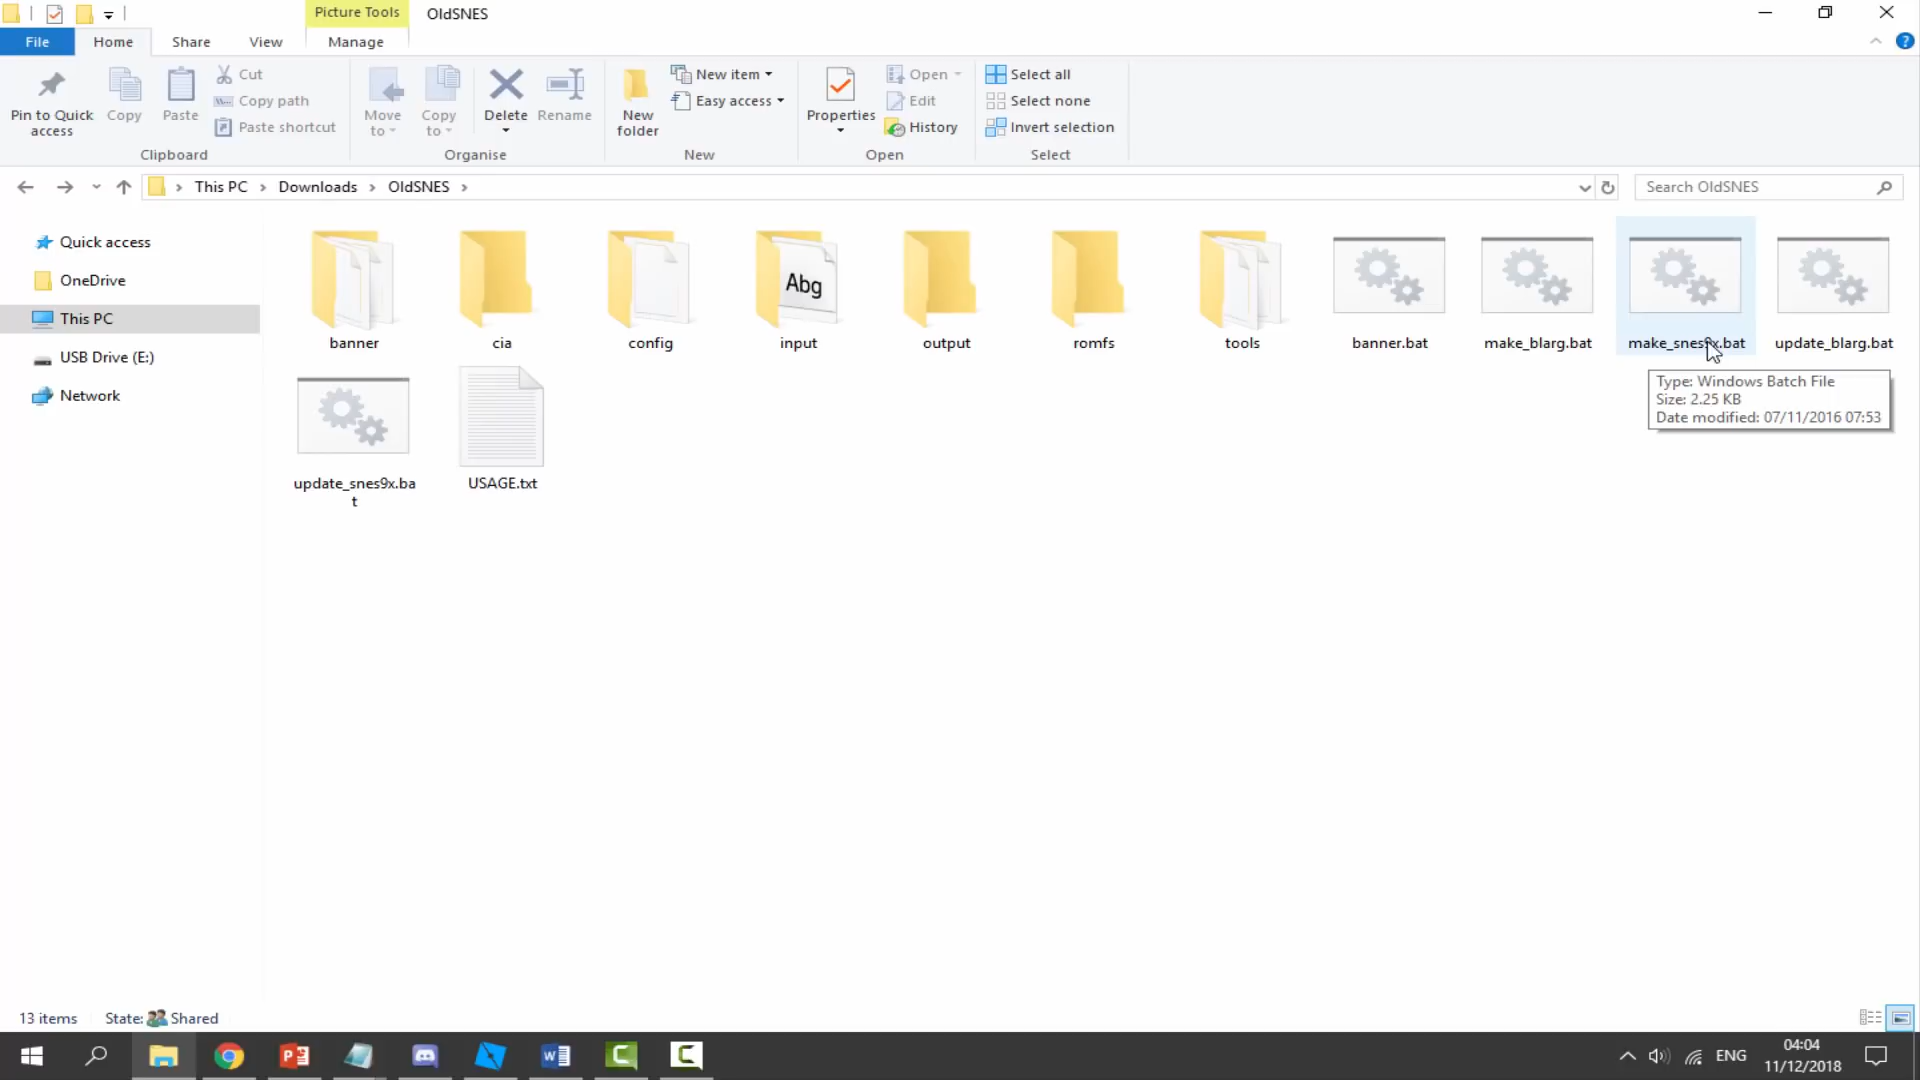 Picture Tools
OldSNES
File
Home
Share
View
Manage
Pin to Quick access
Copy
Paste
Cut
Copy path
Paste shortcut
Clipboard
Move to
Copy to
Delete
Rename
Organise
New folder
New item
Easy access
New
Properties
Open
Edit
History
Open
Select all
Select none
Invert selection
Select
This PC
Downloads
OldSNES
Search OldSNES
Quick access
OneDrive
This PC
USB Drive (E:)
Network
Abg
banner
cia
config
input
output
romfs
tools
banner.bat
make_blarg.bat
make_snes9x.bat
update_blarg.bat
Type: Windows Batch File
Size: 2.25 KB
Date modified: 07/11/2016 07:53
update_snes9x.ba
t
USAGE.txt
13 items
State:
Shared
ENG
04:04
11/12/2018